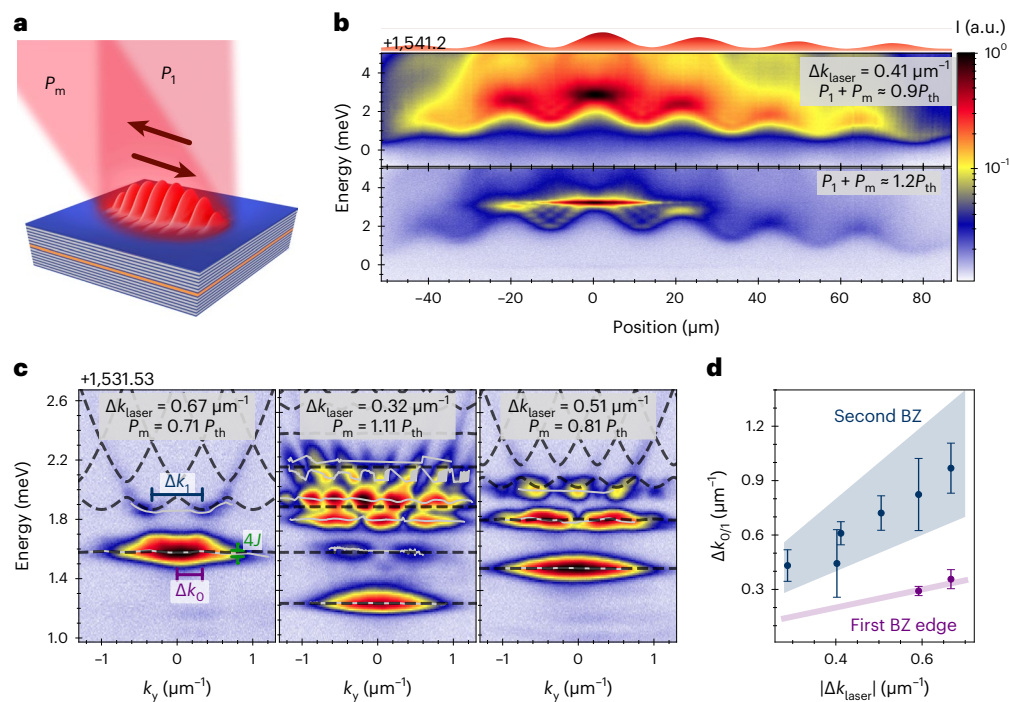 a
P_m
P_1
b
+1,541.2
I (a.u.)
Δk_laser = 0.41 μm⁻¹
P_1 + P_m ≈ 0.9P_th
P_1 + P_m ≈ 1.2P_th
10⁰
10⁻¹
4
2
0
4
2
0
Energy (meV)
−40
−20
0
20
40
60
80
Position (μm)
c
+1,531.53
Δk_laser = 0.67 μm⁻¹
P_m = 0.71 P_th
Δk_laser = 0.32 μm⁻¹
P_m = 1.11 P_th
Δk_laser = 0.51 μm⁻¹
P_m = 0.81 P_th
Δk_1
4J
Δk_0
2.6
2.2
1.8
1.4
1.0
Energy (meV)
−1
0
1
−1
0
1
−1
0
1
k_y (μm⁻¹)
k_y (μm⁻¹)
k_y (μm⁻¹)
d
Second BZ
First BZ edge
1.2
0.9
0.6
0.3
Δk_0/1 (μm⁻¹)
0.4
0.6
|Δk_laser| (μm⁻¹)